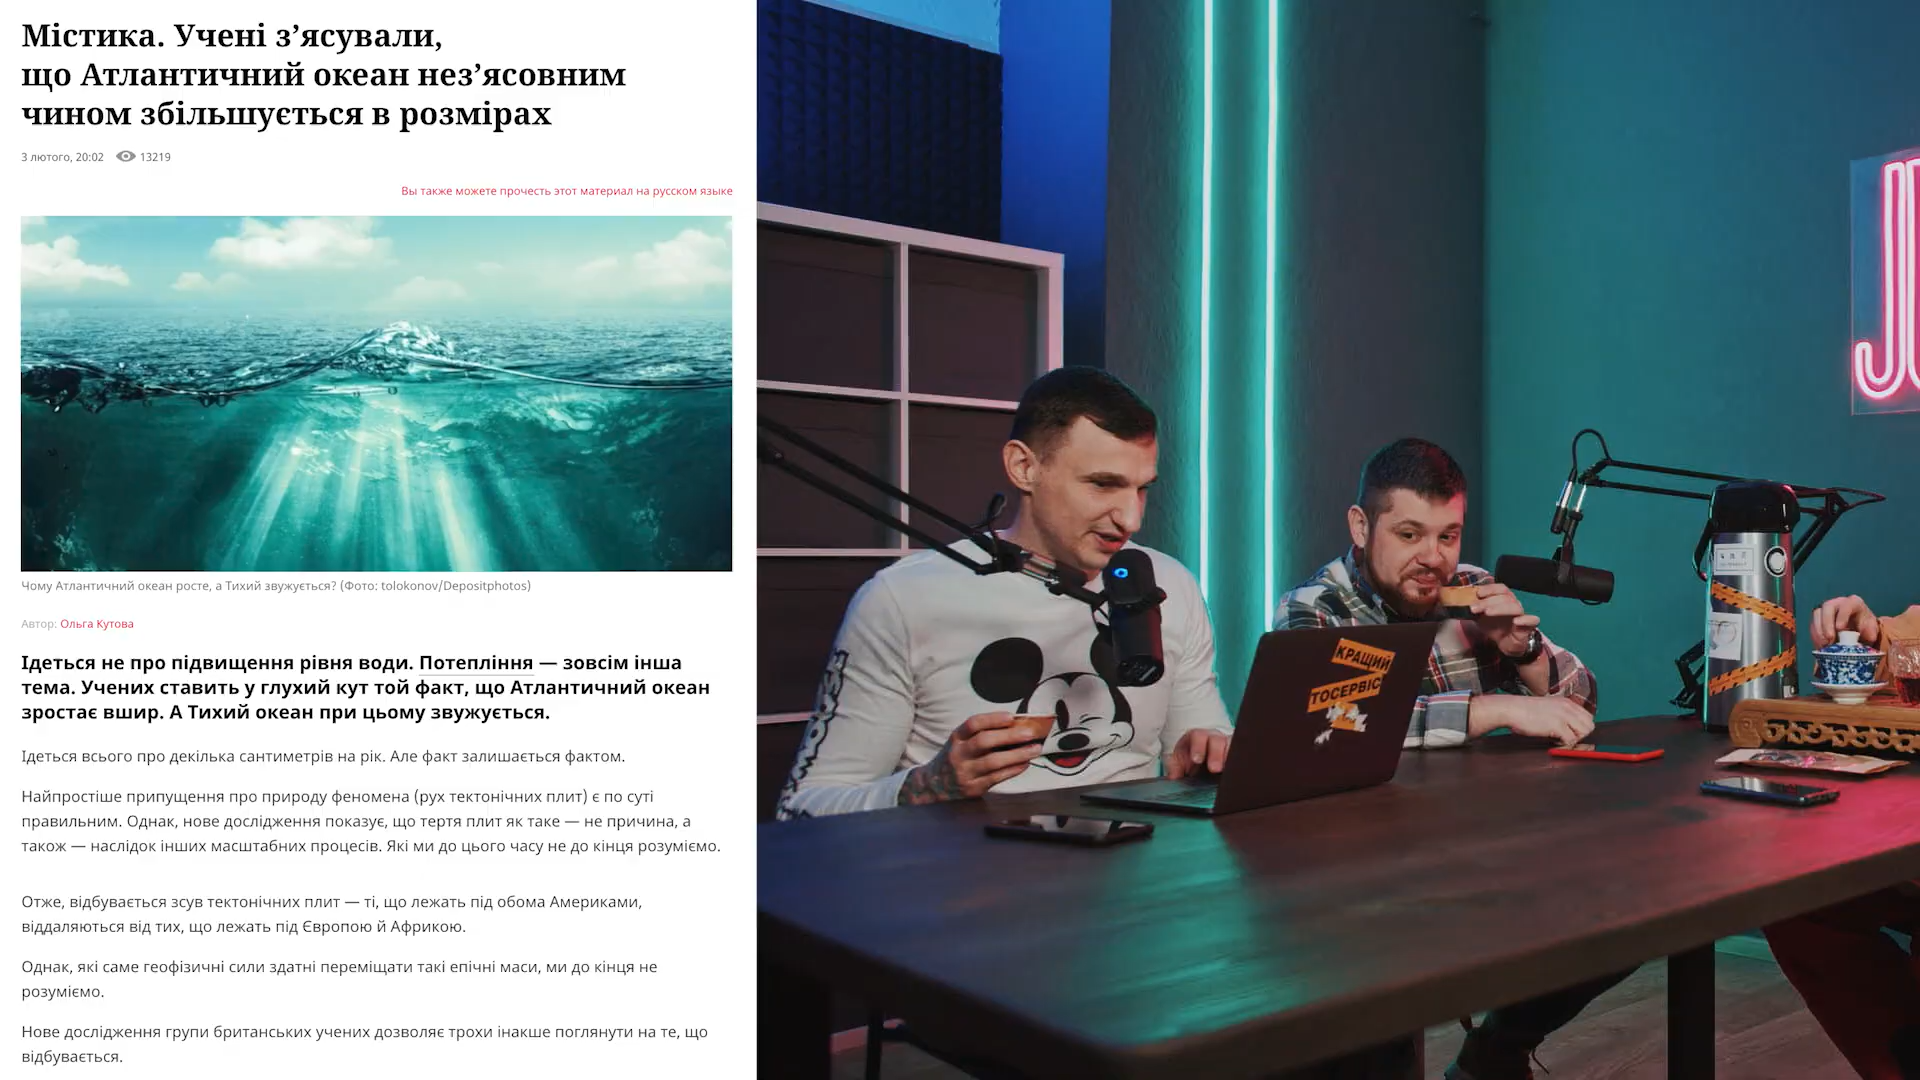 Містика. Учені з’ясували,
що Атлантичний океан нез’ясовним
чином збільшується в розмірах
3 лютого, 20:02 13219
Вы также можете прочесть этот материал на русском языке
Чому Атлантичний океан росте, а Тихий звужується? (Фото: tolokonov/Depositphotos)
Автор: Ольга Кутова
Ідеться не про підвищення рівня води. Потепління — зовсім інша
тема. Учених ставить у глухий кут той факт, що Атлантичний океан
зростає вшир. А Тихий океан при цьому звужується.
Ідеться всього про декілька сантиметрів на рік. Але факт залишається фактом.
Найпростіше припущення про природу феномена (рух тектонічних плит) є по суті
правильним. Однак, нове дослідження показує, що тертя плит як таке — не причина, а
також — наслідок інших масштабних процесів. Які ми до цього часу не до кінця розуміємо.
Отже, відбувається зсув тектонічних плит — ті, що лежать під обома Америками,
віддаляються від тих, що лежать під Європою й Африкою.
Однак, які саме геофізичні сили здатні переміщати такі епічні маси, ми до кінця не
розуміємо.
Нове дослідження групи британських учених дозволяє трохи інакше поглянути на те, що
відбувається.
КРАЩИЙ
ТОСЕРВІС